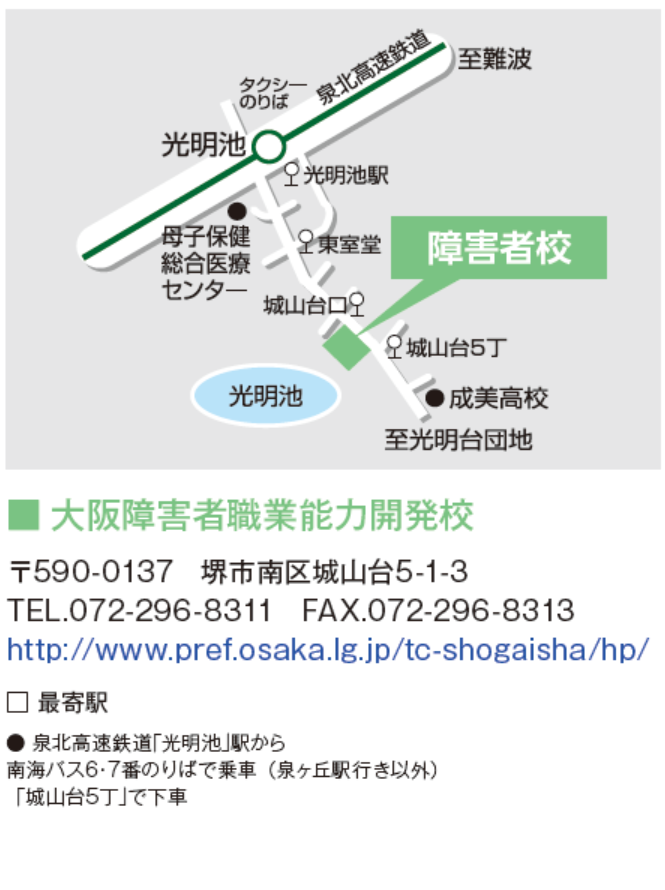 泉北高速鉄道
至難波
タクシー
のりば
光明池
光明池駅
母子保健
総合医療
センター
東室堂
障害者校
城山台口
城山台5丁
光明池
成美高校
至光明台団地
■ 大阪障害者職業能力開発校
〒590-0137 堺市南区城山台5-1-3
TEL.072-296-8311 FAX.072-296-8313
http://www.pref.osaka.lg.jp/tc-shogaisha/hp/
□ 最寄駅
● 泉北高速鉄道「光明池」駅から
南海バス6・7番のりばで乗車（泉ヶ丘駅行き以外）
「城山台5丁」で下車